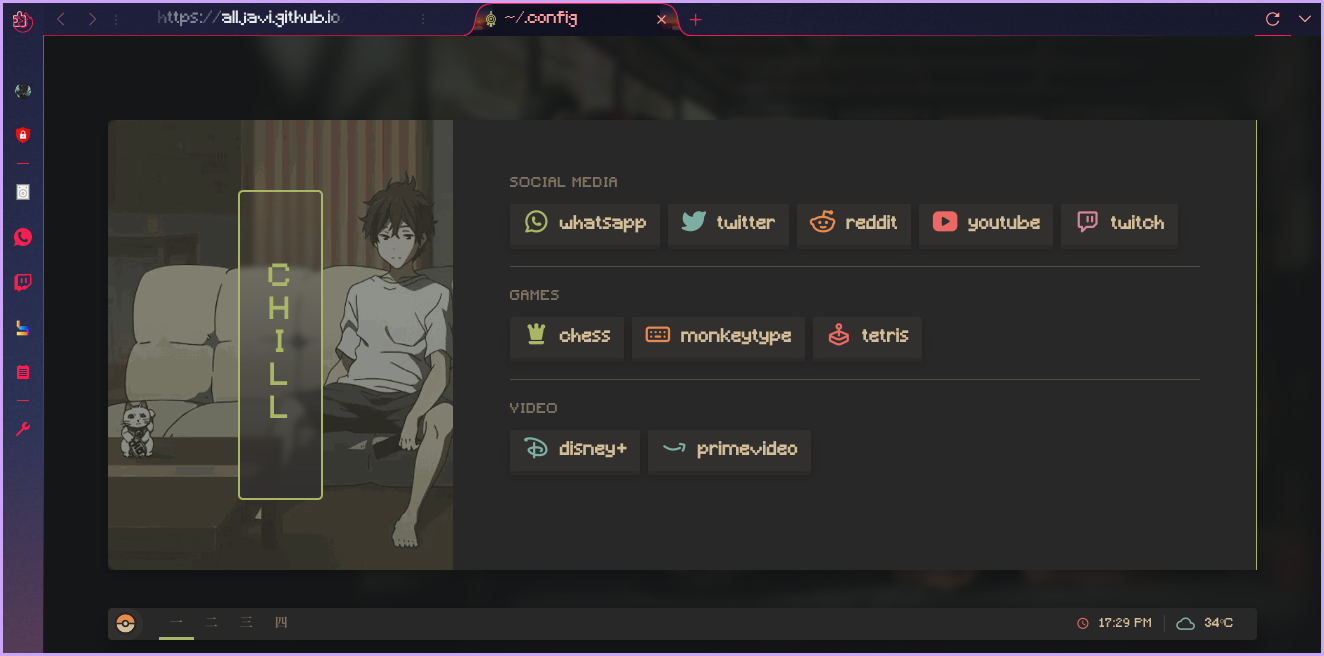 https://all.javi.github.io
~/.config
CHILL
SOCIAL MEDIA
whatsapp twitter reddit youtube twitch
GAMES
chess monkeytype tetris
VIDEO
disney+ primevideo
一 二 三 四
17:29 PM 34°C